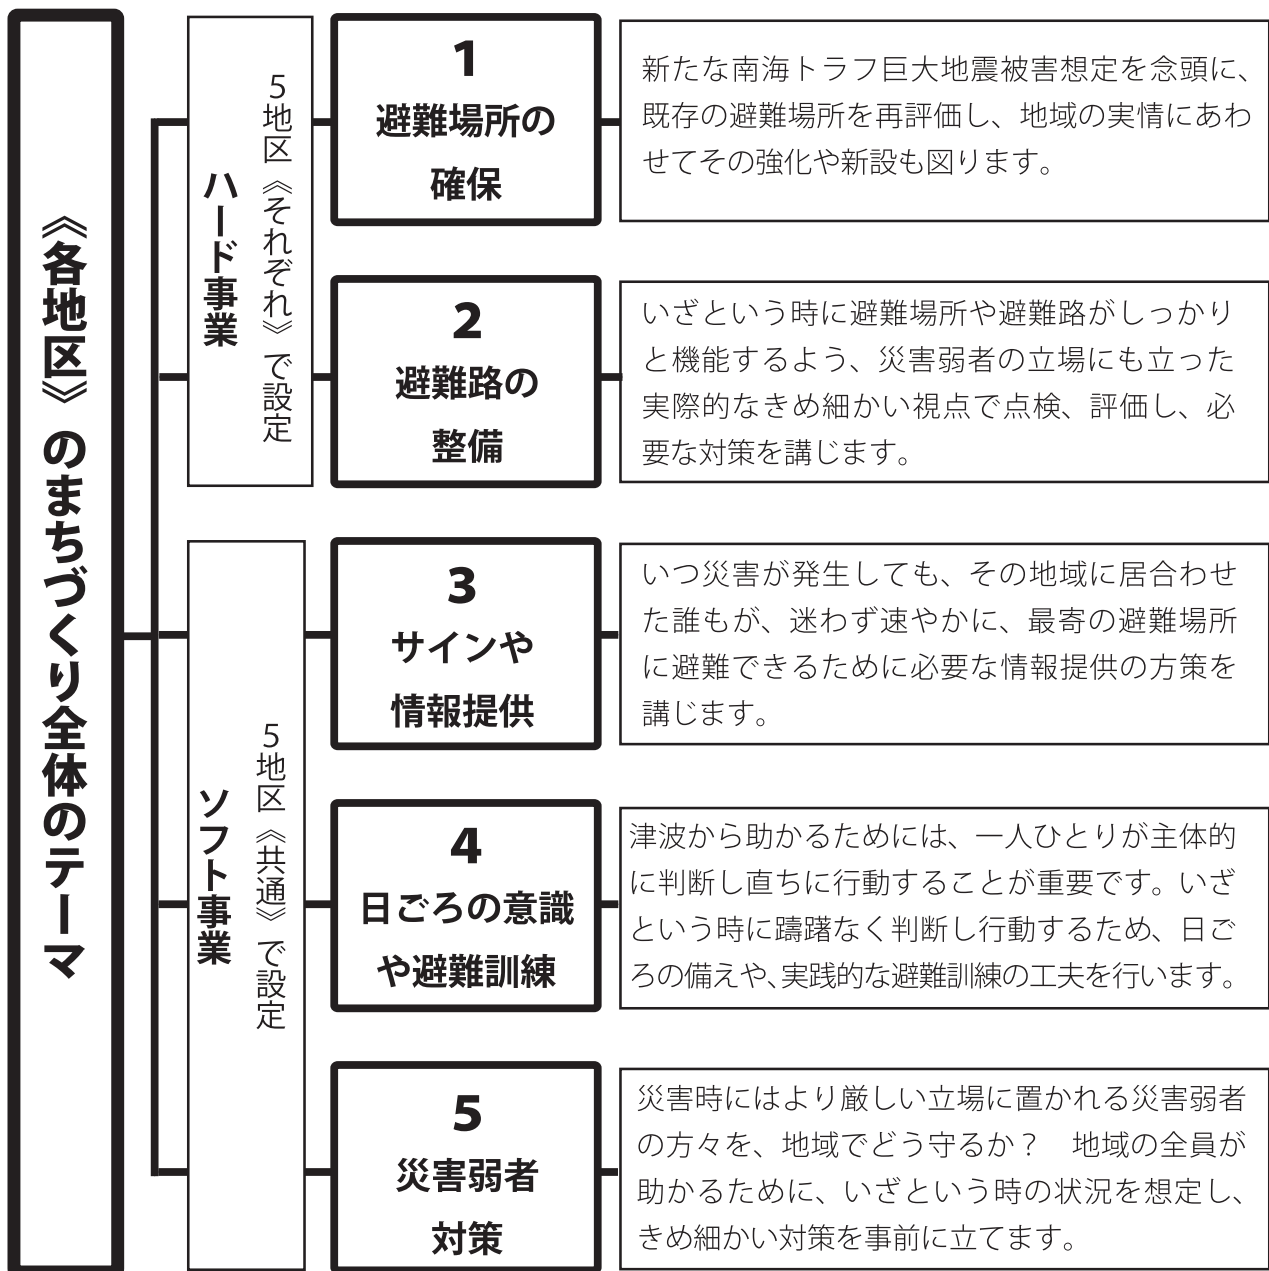 《各地区》のまちづくり全体のテーマ
ハード事業
5地区《それぞれ》で設定
1
避難場所の
確保
新たな南海トラフ巨大地震被害想定を念頭に、
既存の避難場所を再評価し、地域の実情にあわ
せてその強化や新設も図ります。
2
避難路の
整備
いざという時に避難場所や避難路がしっかり
と機能するよう、災害弱者の立場にも立った
実際的なきめ細かい視点で点検、評価し、必
要な対策を講じます。
ソフト事業
5地区《共通》で設定
3
サインや
情報提供
いつ災害が発生しても、その地域に居合わせ
た誰もが、迷わず速やかに、最寄の避難場所
に避難できるために必要な情報提供の方策を
講じます。
4
日ごろの意識
や避難訓練
津波から助かるためには、一人ひとりが主体的
に判断し直ちに行動することが重要です。いざ
という時に躊躇なく判断し行動するため、日ご
ろの備えや、実践的な避難訓練の工夫を行います。
5
災害弱者
対策
災害時にはより厳しい立場に置かれる災害弱者
の方々を、地域でどう守るか？　地域の全員が
助かるために、いざという時の状況を想定し、
きめ細かい対策を事前に立てます。